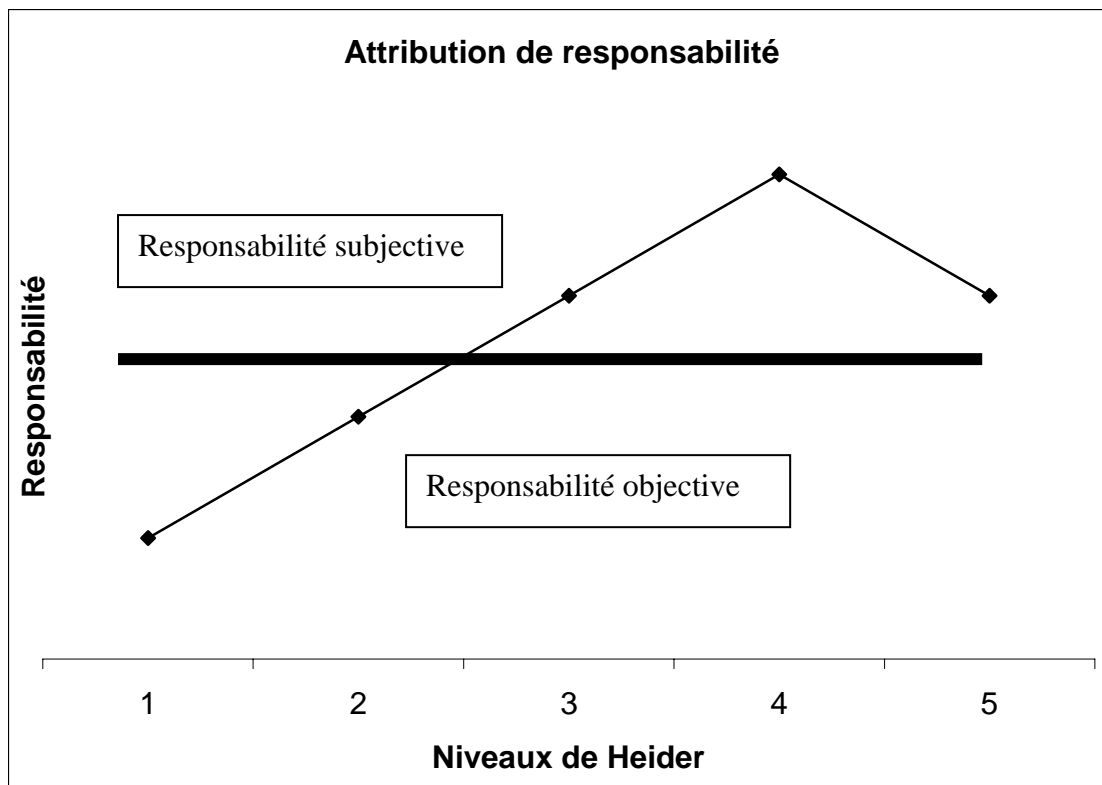 Attribution de responsabilité
Responsabilité subjective
Responsabilité
Responsabilité objective
1 2 3 4 5
Niveaux de Heider